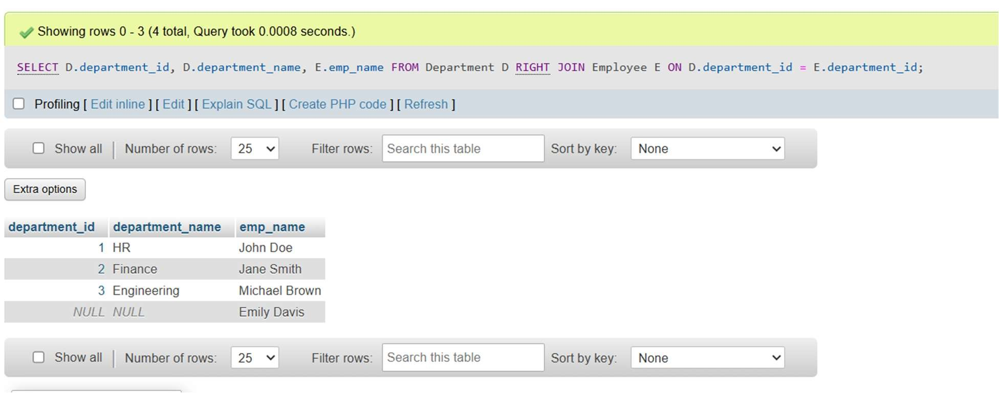 Showing rows 0 - 3 (4 total, Query took 0.0008 seconds.)
SELECT D.department_id, D.department_name, E.emp_name FROM Department D RIGHT JOIN Employee E ON D.department_id = E.department_id;
Profiling [ Edit inline ] [ Edit ] [ Explain SQL ] [ Create PHP code ] [ Refresh ]
Show all | Number of rows: 25 Filter rows: Search this table Sort by key: None
Extra options
department_id department_name emp_name
1 HR John Doe
2 Finance Jane Smith
3 Engineering Michael Brown
NULL NULL Emily Davis
Show all | Number of rows: 25 Filter rows: Search this table Sort by key: None